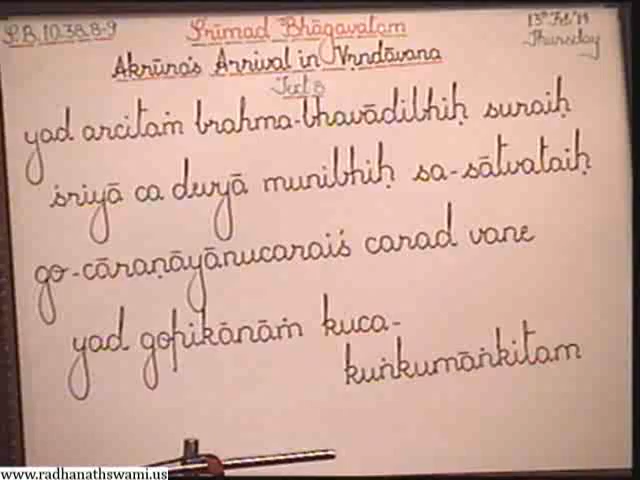 S.B. 10.38.8-9
Śrīmad Bhāgavatam
13th Feb '14
Thursday
Akrūra's Arrival in Vṛndāvana
Text 8
yad arcitaṁ brahma-bhavādibhiḥ suraiḥ
śriyā ca devyā munibhiḥ sa-sātvataiḥ
go-cāraṇāyānucaraiś carad vane
yad gopikānāṁ kuca-
kuṅkumāṅkitam
www.radhanathswami.us